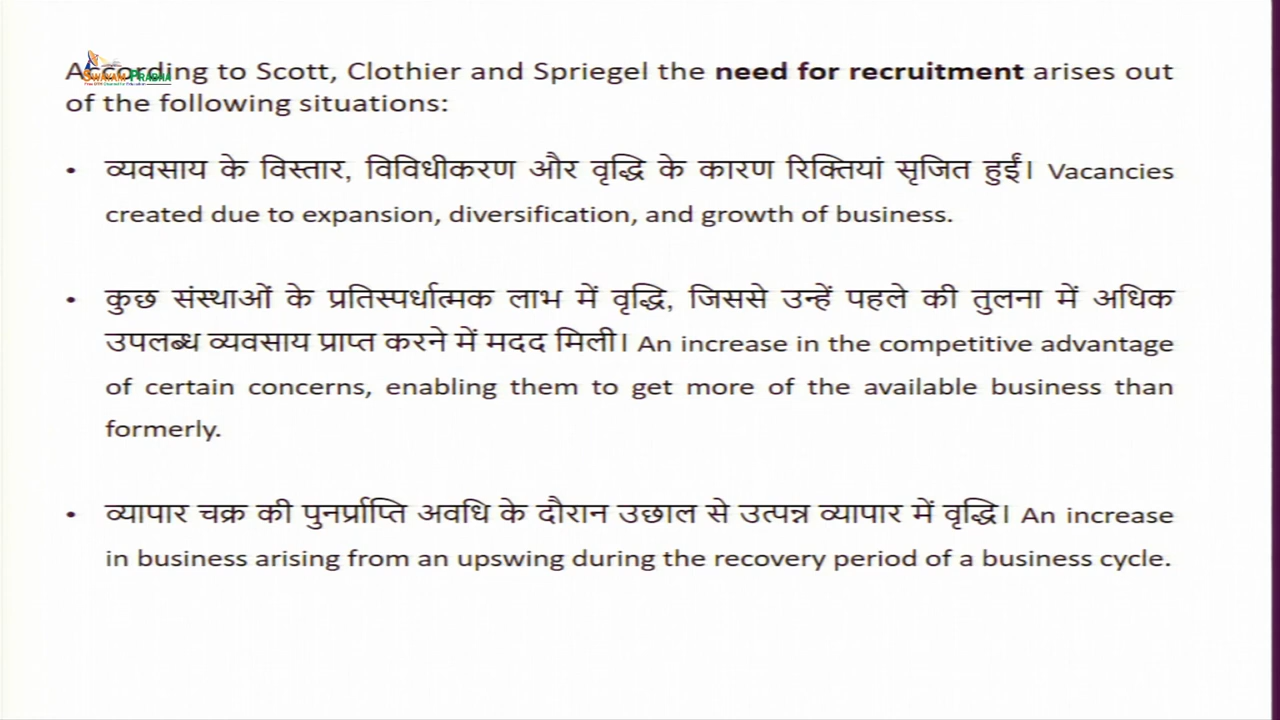 According to Scott, Clothier and Spriegel the need for recruitment arises out
of the following situations:
• व्यवसाय के विस्तार, विविधीकरण और वृद्धि के कारण रिक्तियां सृजित हुईं। Vacancies
created due to expansion, diversification, and growth of business.
• कुछ संस्थाओं के प्रतिस्पर्धात्मक लाभ में वृद्धि, जिससे उन्हें पहले की तुलना में अधिक
उपलब्ध व्यवसाय प्राप्त करने में मदद मिली। An increase in the competitive advantage
of certain concerns, enabling them to get more of the available business than
formerly.
• व्यापार चक्र की पुनर्प्राप्ति अवधि के दौरान उछाल से उत्पन्न व्यापार में वृद्धि। An increase
in business arising from an upswing during the recovery period of a business cycle.
SWAYAM PRABHA